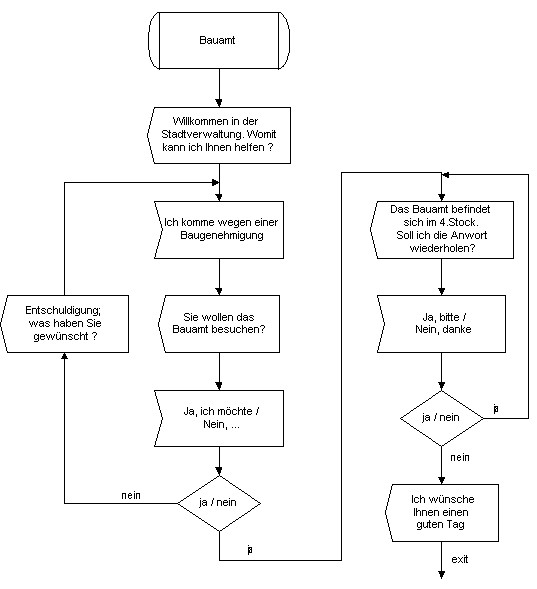 Bauamt
Willkommen in der
Stadtverwaltung. Womit
kann ich Ihnen helfen ?
Ich komme wegen einer
Baugenehmigung
Entschuldigung;
was haben Sie
gewünscht ?
Sie wollen das
Bauamt besuchen?
Ja, ich möchte /
Nein, ...
nein
ja / nein
ja
Das Bauamt befindet
sich im 4.Stock.
Soll ich die Anwort
wiederholen?
Ja, bitte /
Nein, danke
ja / nein
ja
nein
Ich wünsche
Ihnen einen
guten Tag
exit